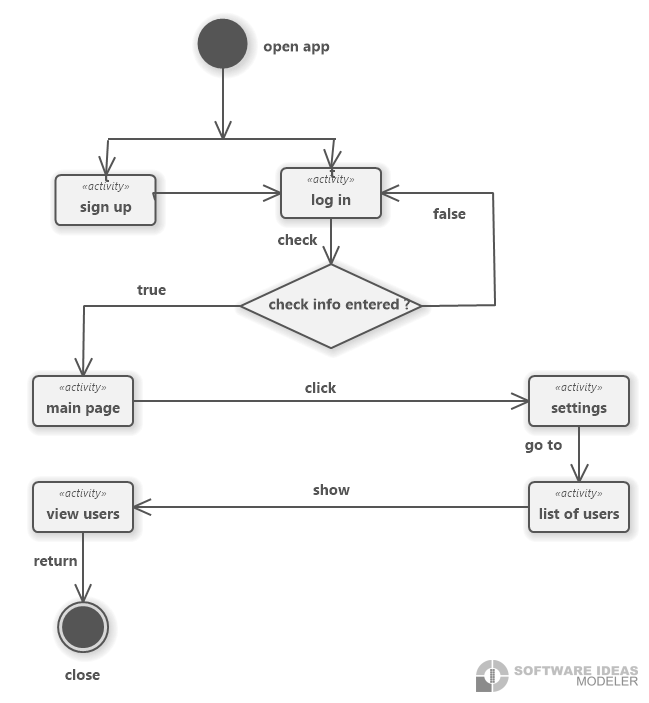 open app
«activity»
sign up
«activity»
log in
false
check
true
check info entered ?
«activity»
main page
click
«activity»
settings
go to
«activity»
view users
show
«activity»
list of users
return
close
SOFTWARE IDEAS
MODELER